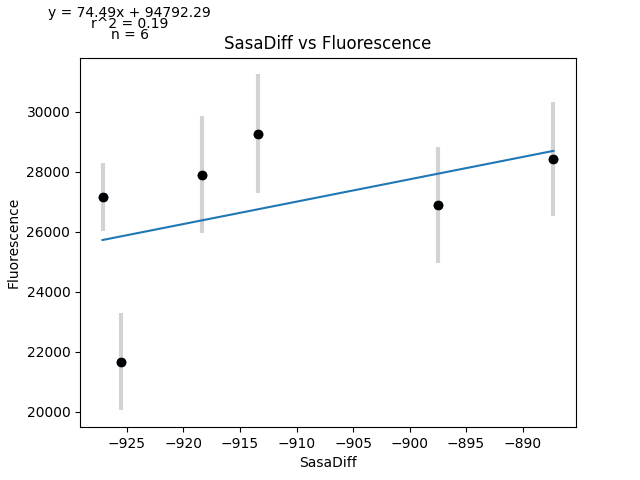 y = 74.49x + 94792.29
r^2 = 0.19
n = 6
SasaDiff vs Fluorescence
30000
28000
26000
24000
22000
20000
Fluorescence
−925
−920
−915
−910
−905
−900
−895
−890
SasaDiff